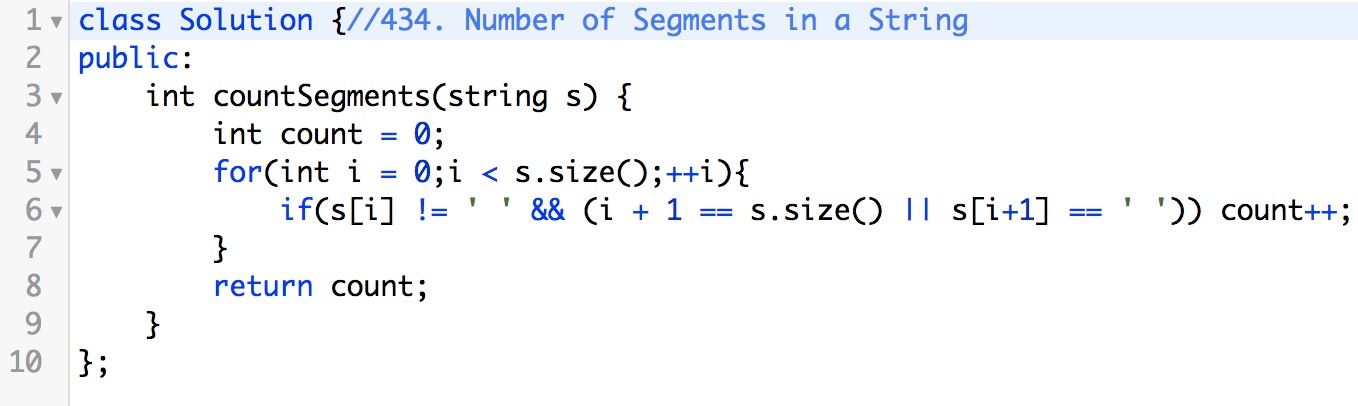 1 class Solution {//434. Number of Segments in a String
2 public:
3     int countSegments(string s) {
4         int count = 0;
5         for(int i = 0;i < s.size();++i){
6             if(s[i] != ' ' && (i + 1 == s.size() || s[i+1] == ' ')) count++;
7         }
8         return count;
9     }
10 };